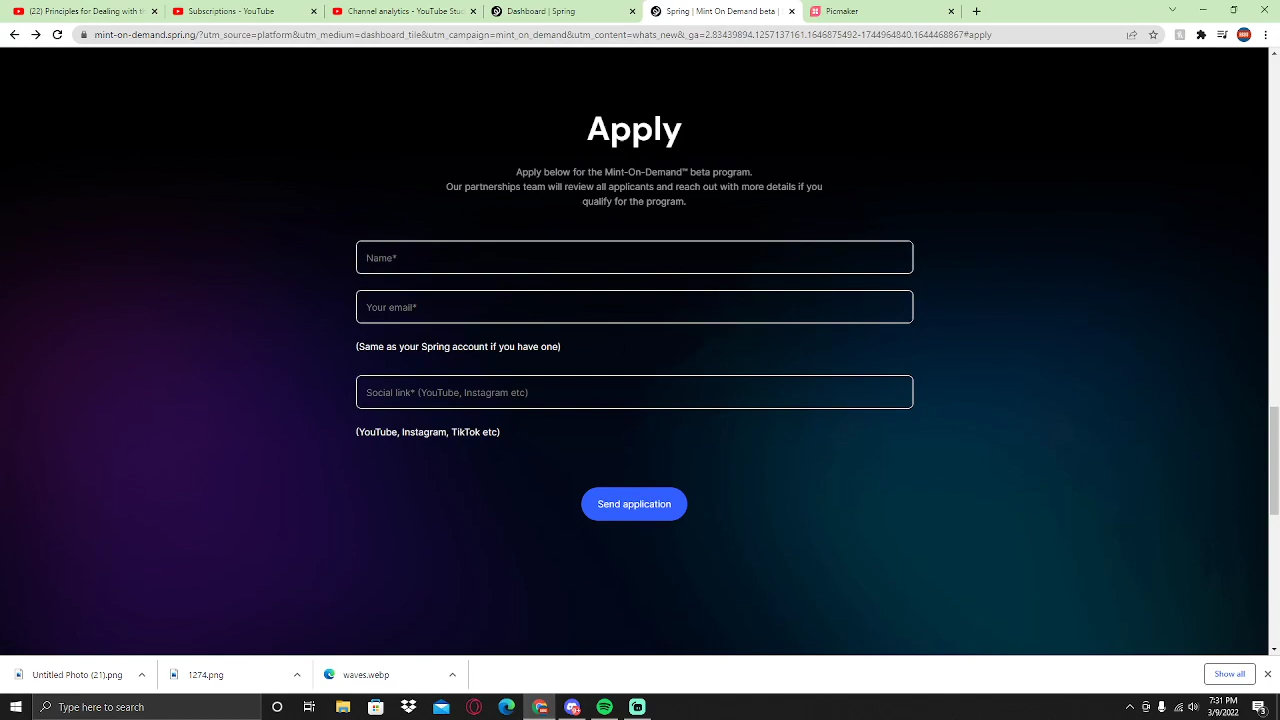 (22) Principles for Dealing with th
Subscriptions - YouTube
Channel analytics - YouTube Stud
Dashboard | Spring
Spring | Mint On Demand beta |
Picmaker
mint-on-demand.spring/?utm_source=platform&utm_medium=dashboard_tile&utm_campaign=mint_on_demand&utm_content=whats_new&_ga=2.83439894.1257137161.1646875492-1744964840.1644468867#apply
Apply
Apply below for the Mint-On-Demand™ beta program.
Our partnerships team will review all applicants and reach out with more details if you
qualify for the program.
Name*
Your email*
(Same as your Spring account if you have one)
Social link* (YouTube, Instagram etc)
(YouTube, Instagram, TikTok etc)
Send application
Untitled Photo (21).png
1274.png
waves.webp
Show all
Type here to search
7:31 PM
3/9/2022